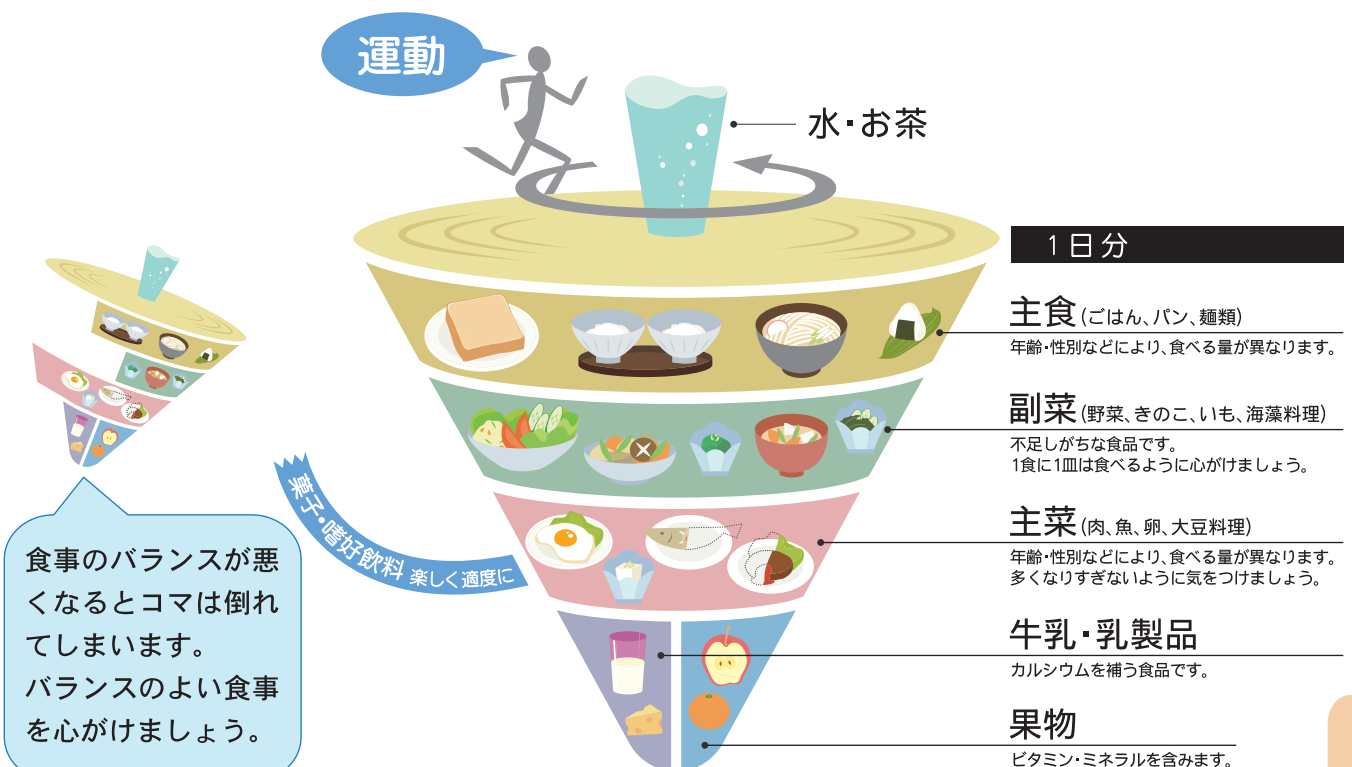 運動
水・お茶
1日分
主食(ごはん、パン、麺類)
年齢・性別などにより、食べる量が異なります。
副菜(野菜、きのこ、いも、海藻料理)
不足しがちな食品です。
1食に1皿は食べるように心がけましょう。
主菜(肉、魚、卵、大豆料理)
年齢・性別などにより、食べる量が異なります。
多くなりすぎないように気をつけましょう。
牛乳・乳製品
カルシウムを補う食品です。
果物
ビタミン・ミネラルを含みます。
菓子・嗜好飲料 楽しく適度に
食事のバランスが悪
くなるとコマは倒れ
てしまいます。
バランスのよい食事
を心がけましょう。